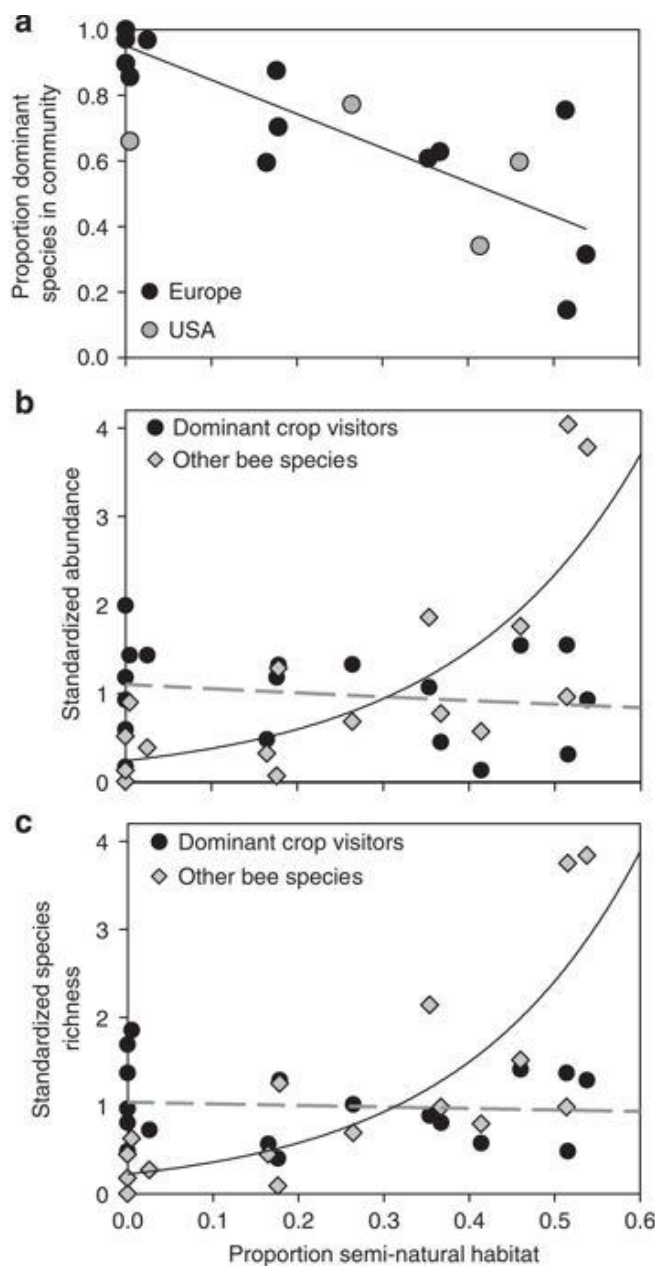 a
1.0
0.8
0.6
0.4
0.2
0.0
Proportion dominant
species in community
Europe
USA
b
4
3
2
1
0
Standardized abundance
Dominant crop visitors
Other bee species
c
4
3
2
1
0
Standardized species
richness
Dominant crop visitors
Other bee species
0.0 0.1 0.2 0.3 0.4 0.5 0.6
Proportion semi-natural habitat